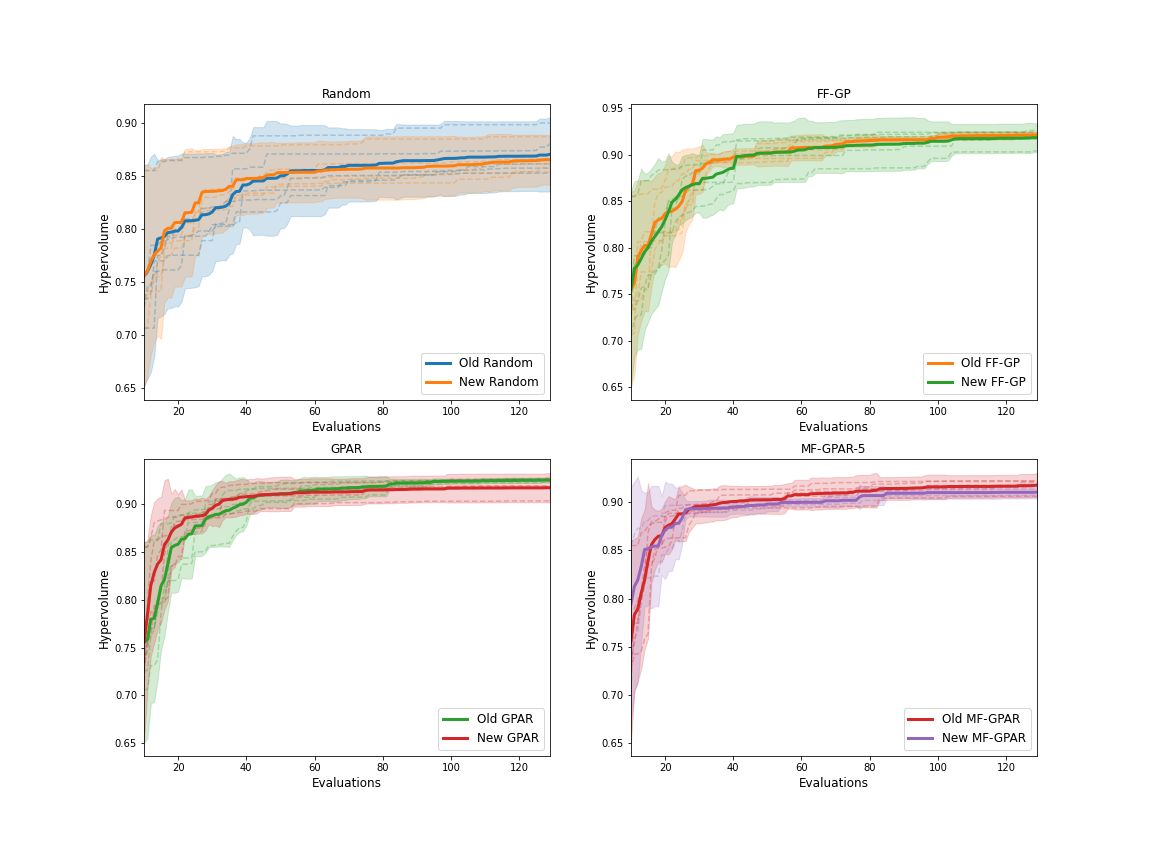 Random
Hypervolume
0.90
0.85
0.80
0.75
0.70
0.65
20 40 60 80 100 120
Evaluations
Old Random
New Random
FF-GP
Hypervolume
0.95
0.90
0.85
0.80
0.75
0.70
0.65
20 40 60 80 100 120
Evaluations
Old FF-GP
New FF-GP
GPAR
Hypervolume
0.90
0.85
0.80
0.75
0.70
0.65
20 40 60 80 100 120
Evaluations
Old GPAR
New GPAR
MF-GPAR-5
Hypervolume
0.90
0.85
0.80
0.75
0.70
0.65
20 40 60 80 100 120
Evaluations
Old MF-GPAR
New MF-GPAR